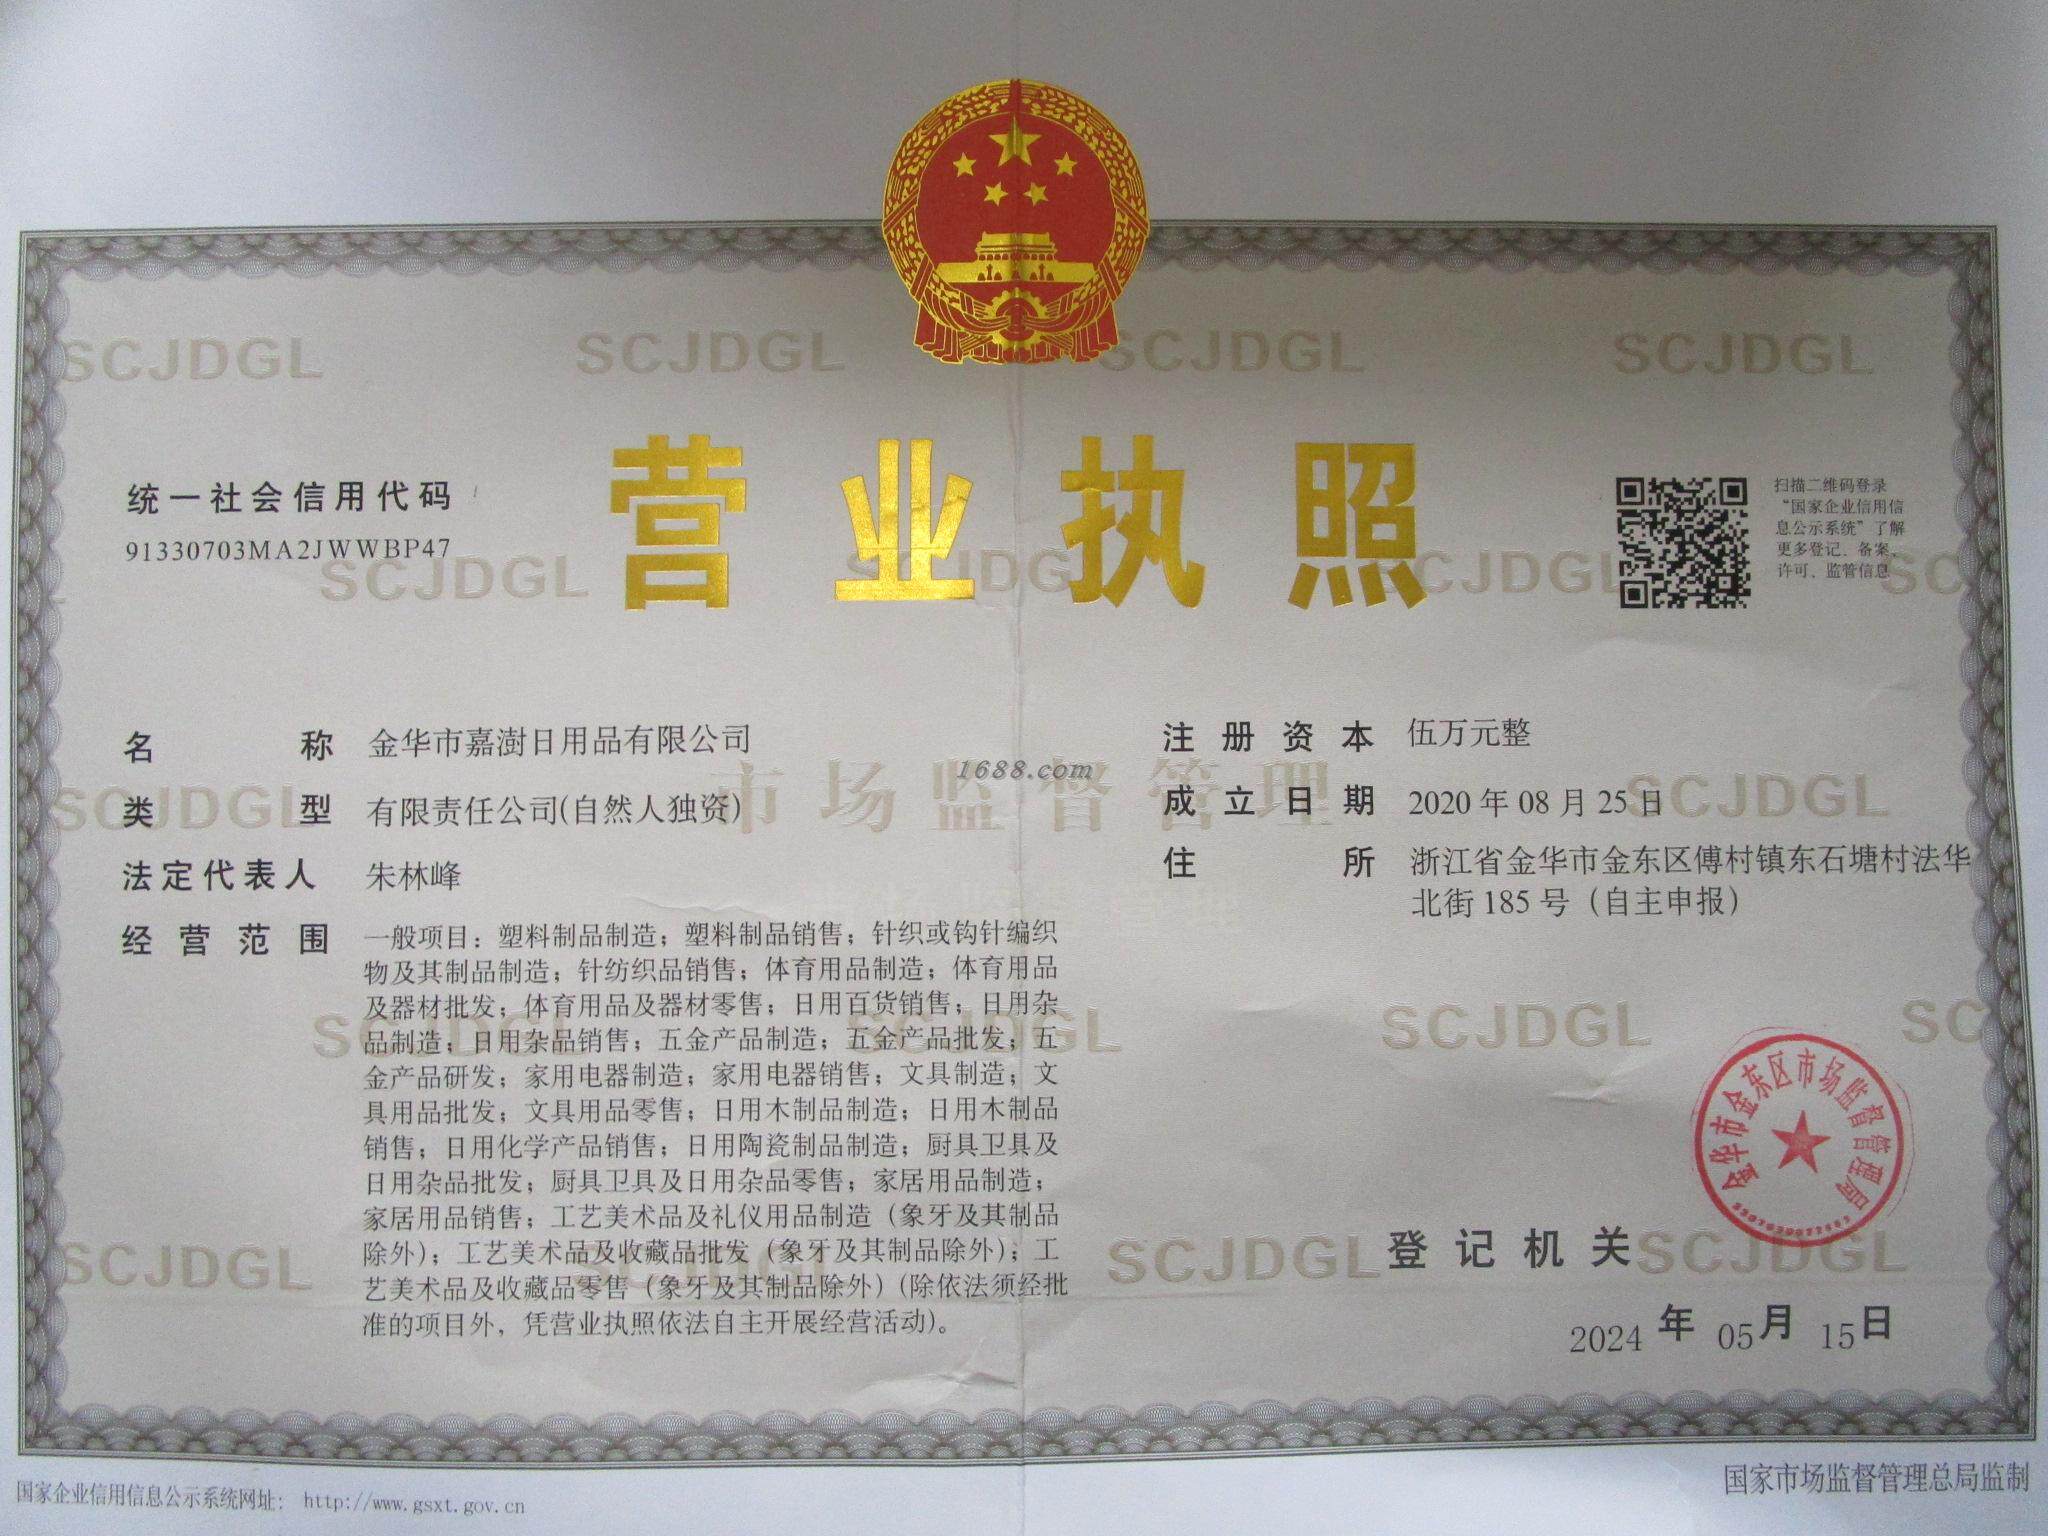 SCJDGL SCJDGL SCJDGL SCJDGL
营业执照
统一社会信用代码
91330703MA2JWWBP47
扫描二维码登录
“国家企业信用信
息公示系统”了解
更多登记、备案、
许可、监管信息
SCJDGL SCJDGL SCJDGL SC
名称 金华市嘉澍日用品有限公司
类型 有限责任公司(自然人独资)
法定代表人 朱林峰
经营范围 一般项目：塑料制品制造；塑料制品销售；针织或钩针编织
物及其制品制造；针纺织品销售；体育用品制造；体育用品
及器材批发；体育用品及器材零售；日用百货销售；日用杂
品制造；日用杂品销售；五金产品制造；五金产品批发；五
金产品研发；家用电器制造；家用电器销售；文具制造；文
具用品批发；文具用品零售；日用木制品制造；日用木制品
销售；日用化学产品销售；日用陶瓷制品制造；厨具卫具及
日用杂品批发；厨具卫具及日用杂品零售；家居用品制造；
家居用品销售；工艺美术品及礼仪用品制造（象牙及其制品
除外）；工艺美术品及收藏品批发（象牙及其制品除外）；工
艺美术品及收藏品零售（象牙及其制品除外）(除依法须经批
准的项目外，凭营业执照依法自主开展经营活动)。
注册资本 伍万元整
成立日期 2020年08月25日
住所 浙江省金华市金东区傅村镇东石塘村法华
北街185号（自主申报）
1688.com
市场监督管理
SCJDGL SCJDGL
SCJDGL SCJDGL SCJDGL SC
SCJDGL SCJDGL SCJDGL SCJDGL
金华市金东区市场监督管理局
登记机关
2024年05月15日
国家企业信用信息公示系统网址： http://www.gsxt.gov.cn
国家市场监督管理总局监制